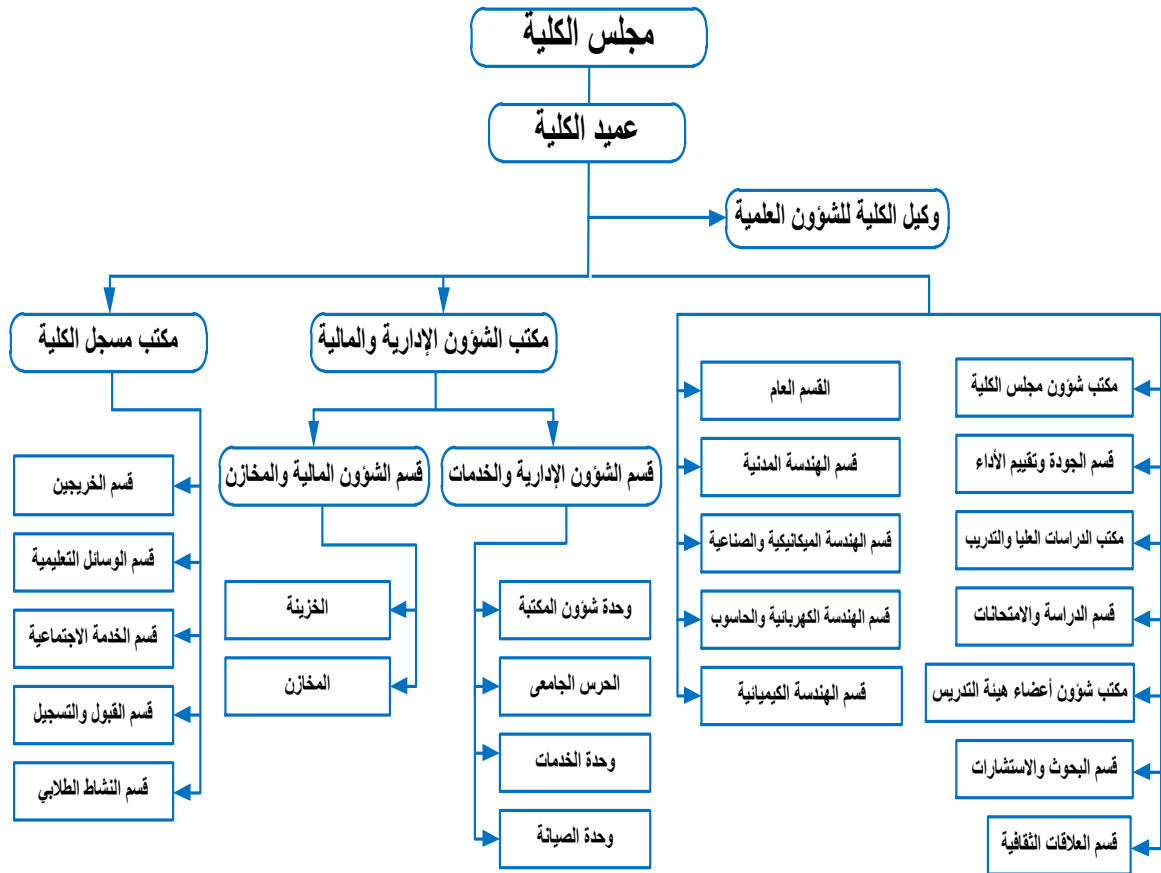 مجلس الكلية
عميد الكلية
وكيل الكلية للشؤون العلمية
مكتب شؤون مجلس الكلية
قسم الجودة وتقييم الأداء
مكتب الدراسات العليا والتدريب
قسم الدراسة والامتحانات
مكتب شؤون أعضاء هيئة التدريس
قسم البحوث والاستشارات
قسم العلاقات الثقافية
القسم العام
قسم الهندسة المدنية
قسم الهندسة الميكانيكية والصناعية
قسم الهندسة الكهربائية والحاسوب
قسم الهندسة الكيميائية
مكتب الشؤون الإدارية والمالية
قسم الشؤون الإدارية والخدمات
وحدة شؤون المكتبة
الحرس الجامعى
وحدة الخدمات
وحدة الصيانة
قسم الشؤون المالية والمخازن
الخزينة
المخازن
مكتب مسجل الكلية
قسم الخريجين
قسم الوسائل التعليمية
قسم الخدمة الاجتماعية
قسم القبول والتسجيل
قسم النشاط الطلابي